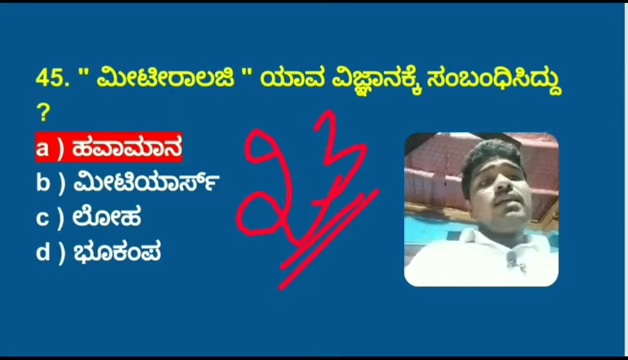 45. " ಮೀಟೀರಾಲಜಿ " ಯಾವ ವಿಜ್ಞಾನಕ್ಕೆ ಸಂಬಂಧಿಸಿದ್ದು
?
a ) ಹವಾಮಾನ
b ) ಮೀಟಿಯಾರ್ಸ್
c ) ಲೋಹ
d ) ಭೂಕಂಪ